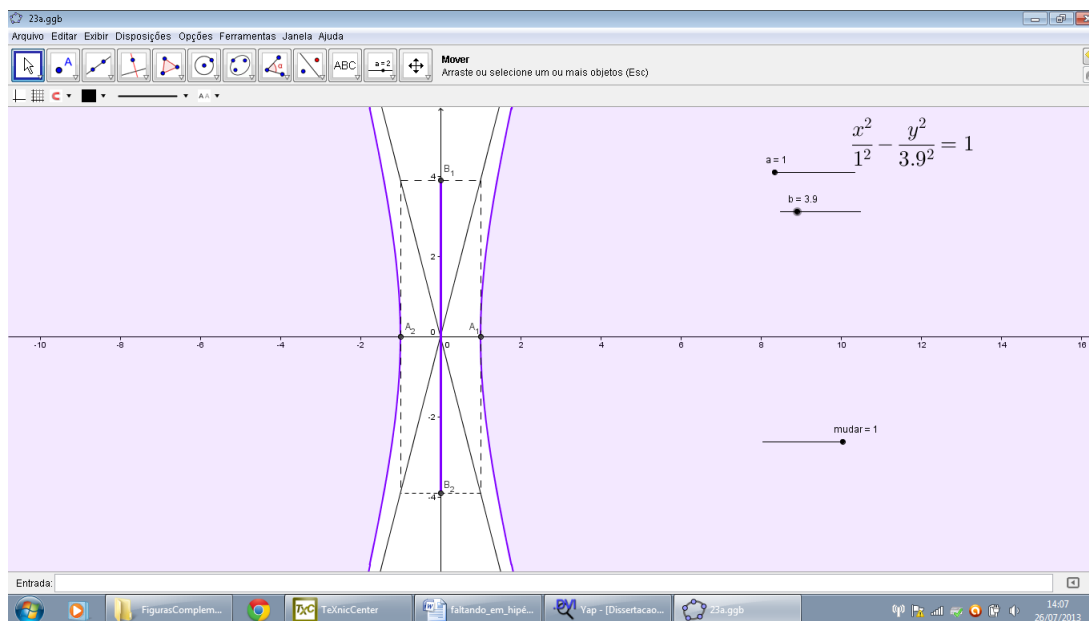 23a.ggb
Arquivo Editar Exibir Disposições Opções Ferramentas Janela Ajuda
A α ABC a = 2
Mover
Arraste ou selecione um ou mais objetos (Esc)
A A
x² / 1² − y² / 3.9² = 1
a = 1
b = 3.9
B₁
4
2
A₂ 0 A₁
-10 -8 -6 -4 -2 0 2 4 6 8 10 12 14 16
-2
mudar = 1
B₂
-4
Entrada:
FigurasComplem... TXC TeXnicCenter faltando_em_hipé... DVI Yap - [Dissertacao... 23a.ggb
14:07
26/07/2013